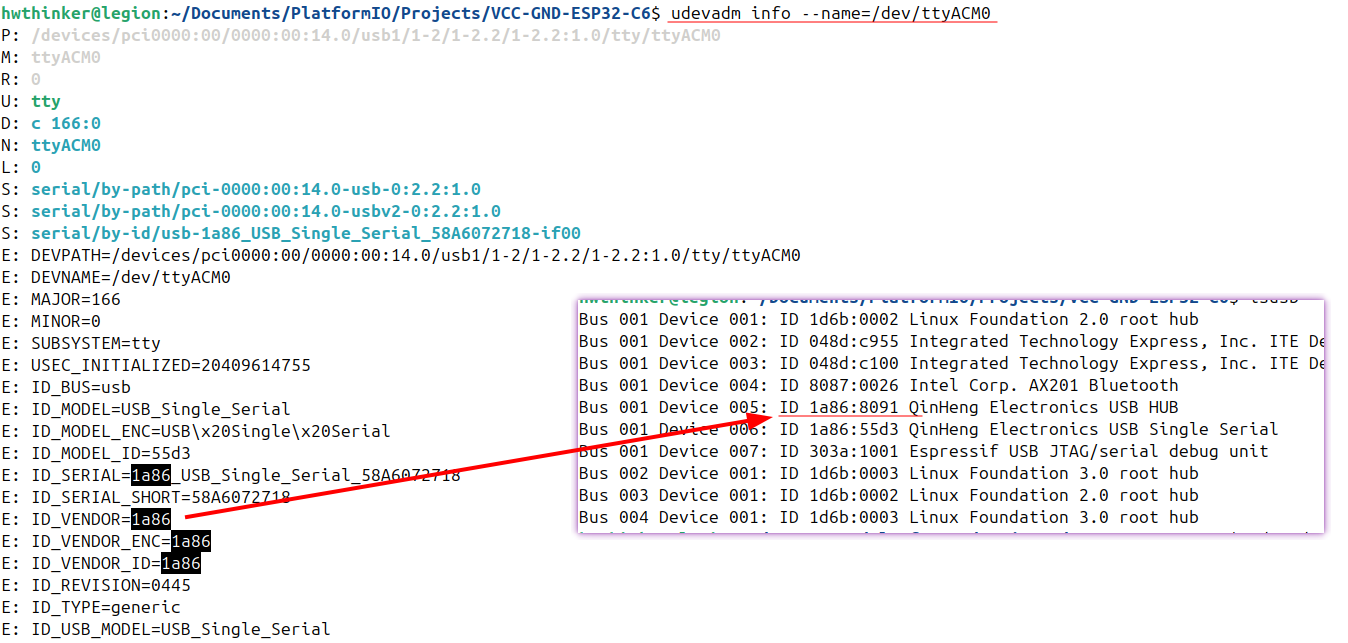 hwthinker@legion:~/Documents/PlatformIO/Projects/VCC-GND-ESP32-C6$ udevadm info --name=/dev/ttyACM0
P: /devices/pci0000:00/0000:00:14.0/usb1/1-2/1-2.2/1-2.2:1.0/tty/ttyACM0
M: ttyACM0
R: 0
U: tty
D: c 166:0
N: ttyACM0
L: 0
S: serial/by-path/pci-0000:00:14.0-usb-0:2.2:1.0
S: serial/by-path/pci-0000:00:14.0-usbv2-0:2.2:1.0
S: serial/by-id/usb-1a86_USB_Single_Serial_58A6072718-if00
E: DEVPATH=/devices/pci0000:00/0000:00:14.0/usb1/1-2/1-2.2/1-2.2:1.0/tty/ttyACM0
E: DEVNAME=/dev/ttyACM0
E: MAJOR=166
E: MINOR=0
E: SUBSYSTEM=tty
E: USEC_INITIALIZED=20409614755
E: ID_BUS=usb
E: ID_MODEL=USB_Single_Serial
E: ID_MODEL_ENC=USB\x20Single\x20Serial
E: ID_MODEL_ID=55d3
E: ID_SERIAL=1a86_USB_Single_Serial_58A6072718
E: ID_SERIAL_SHORT=58A6072718
E: ID_VENDOR=1a86
E: ID_VENDOR_ENC=1a86
E: ID_VENDOR_ID=1a86
E: ID_REVISION=0445
E: ID_TYPE=generic
E: ID_USB_MODEL=USB_Single_Serial
hwthinker@legion:~/Documents/PlatformIO/Projects/VCC-GND-ESP32-C6$ lsusb
Bus 001 Device 001: ID 1d6b:0002 Linux Foundation 2.0 root hub
Bus 001 Device 002: ID 048d:c955 Integrated Technology Express, Inc. ITE De
Bus 001 Device 003: ID 048d:c100 Integrated Technology Express, Inc. ITE De
Bus 001 Device 004: ID 8087:0026 Intel Corp. AX201 Bluetooth
Bus 001 Device 005: ID 1a86:8091 QinHeng Electronics USB HUB
Bus 001 Device 006: ID 1a86:55d3 QinHeng Electronics USB Single Serial
Bus 001 Device 007: ID 303a:1001 Espressif USB JTAG/serial debug unit
Bus 002 Device 001: ID 1d6b:0003 Linux Foundation 3.0 root hub
Bus 003 Device 001: ID 1d6b:0002 Linux Foundation 2.0 root hub
Bus 004 Device 001: ID 1d6b:0003 Linux Foundation 3.0 root hub